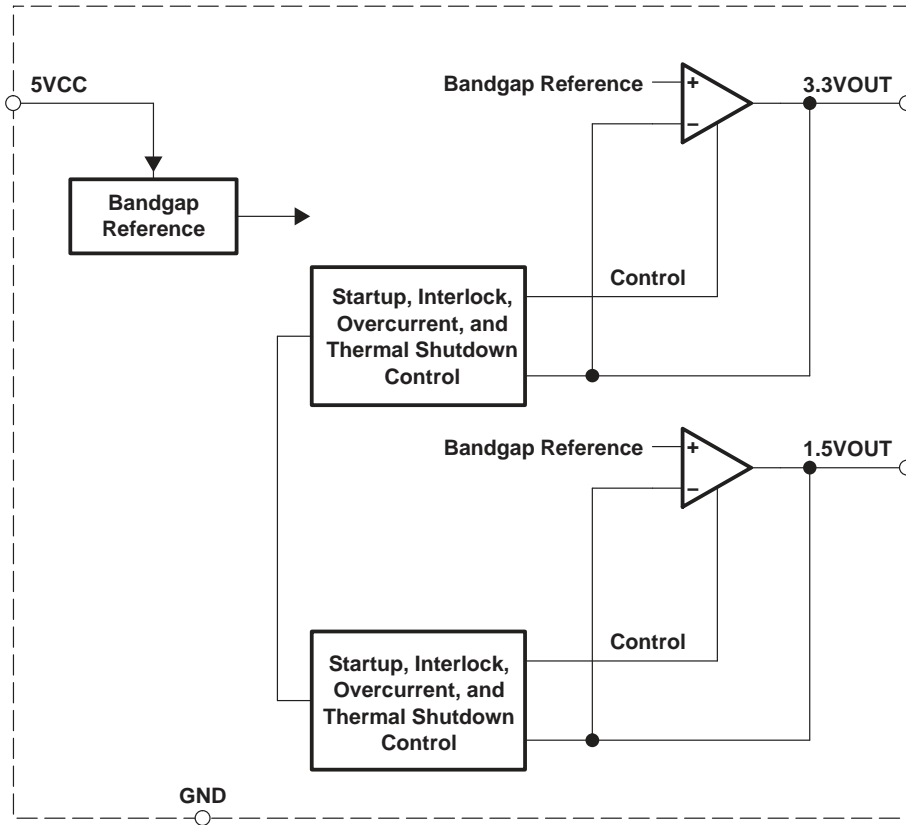 5VCC
Bandgap Reference
+
−
3.3VOUT
Bandgap
Reference
Control
Startup, Interlock,
Overcurrent, and
Thermal Shutdown
Control
Bandgap Reference
+
−
1.5VOUT
Control
Startup, Interlock,
Overcurrent, and
Thermal Shutdown
Control
GND